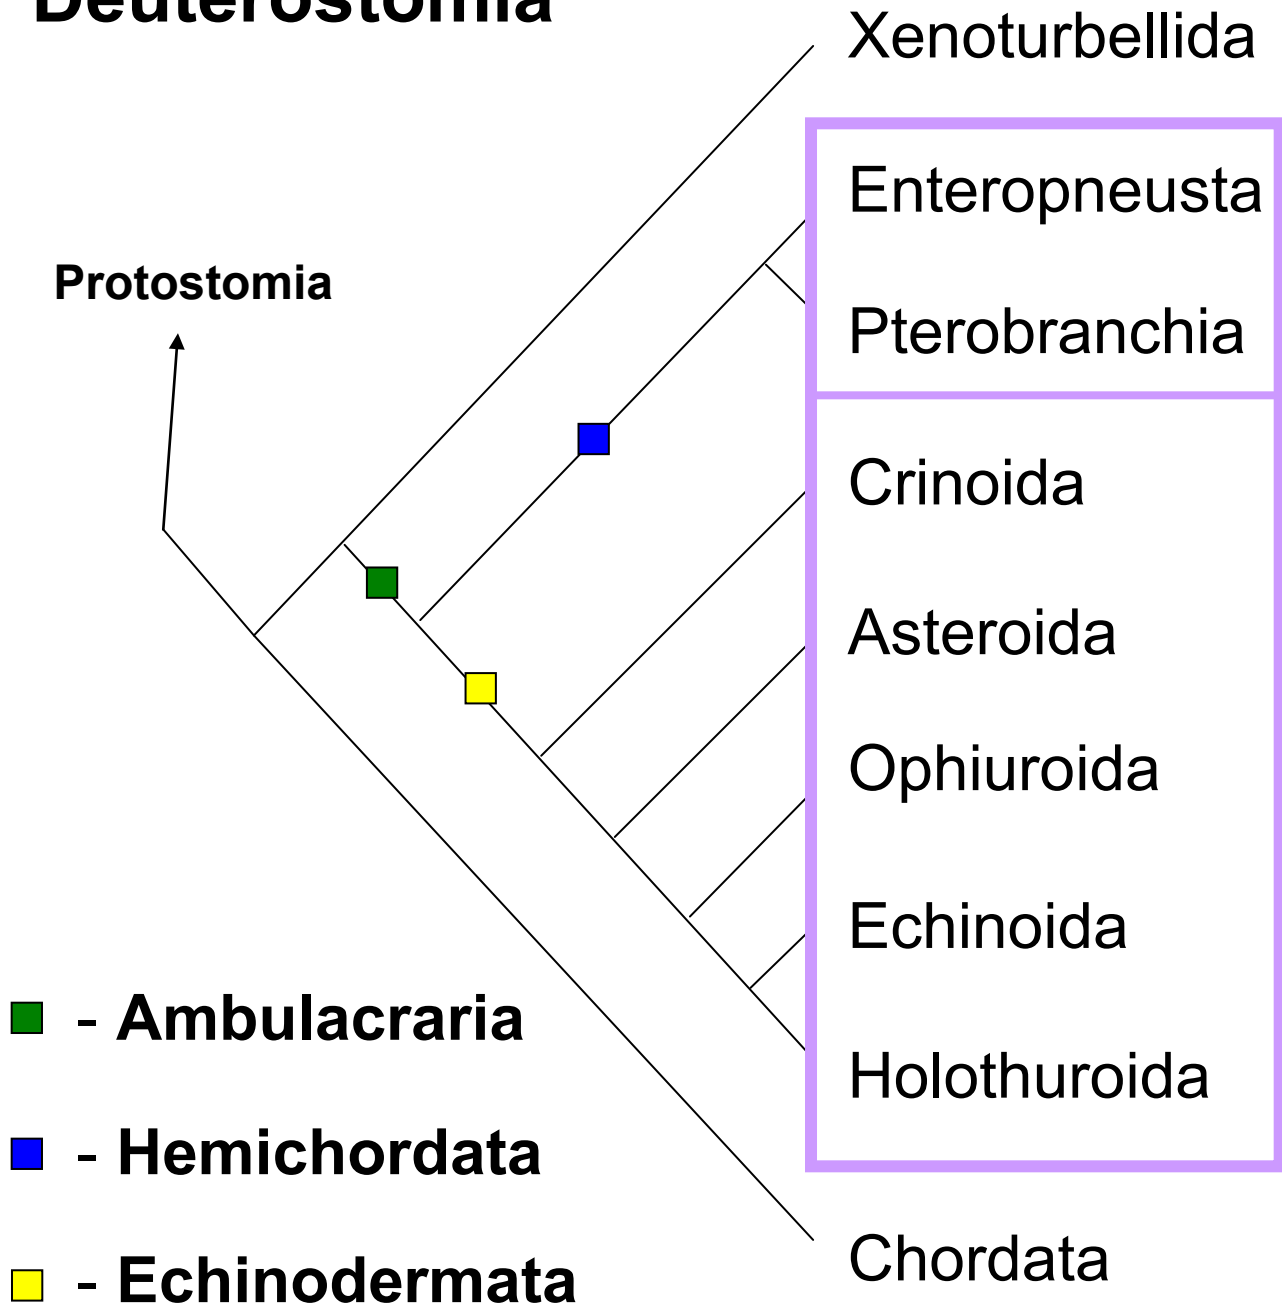 Deuterostomia
Xenoturbellida
Enteropneusta
Protostomia
Pterobranchia
Crinoida
Asteroida
Ophiuroida
Echinoida
- Ambulacraria
Holothuroida
- Hemichordata
Chordata
- Echinodermata